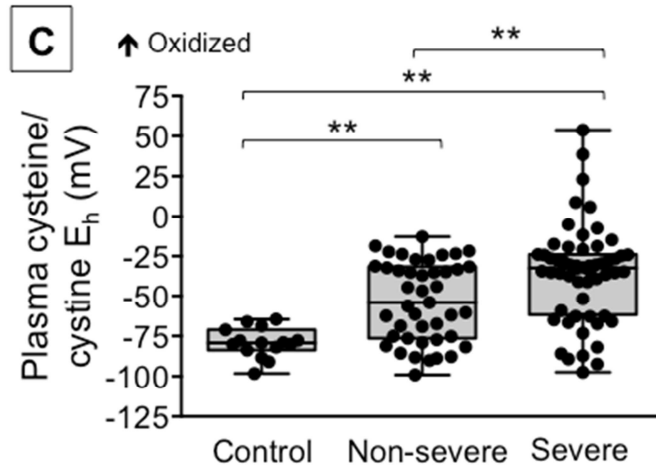 C
↑ Oxidized
**
**
**
Plasma cysteine/
cystine Eh (mV)
75
50
25
0
-25
-50
-75
-100
-125
Control Non-severe Severe